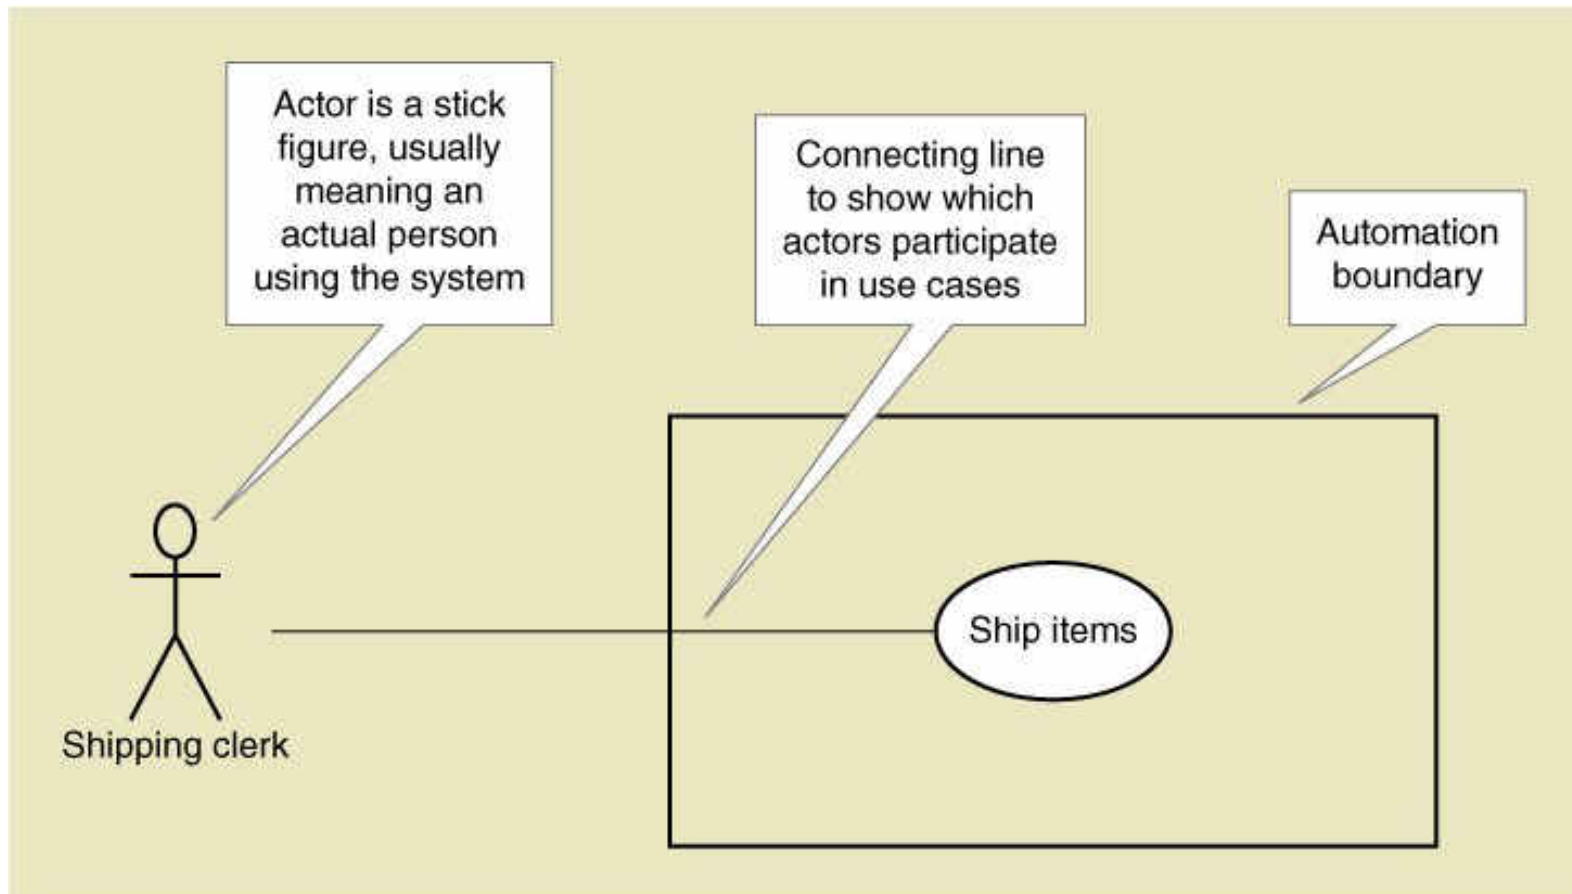 Actor is a stick
figure, usually
meaning an
actual person
using the system
Connecting line
to show which
actors participate
in use cases
Automation
boundary
Ship items
Shipping clerk